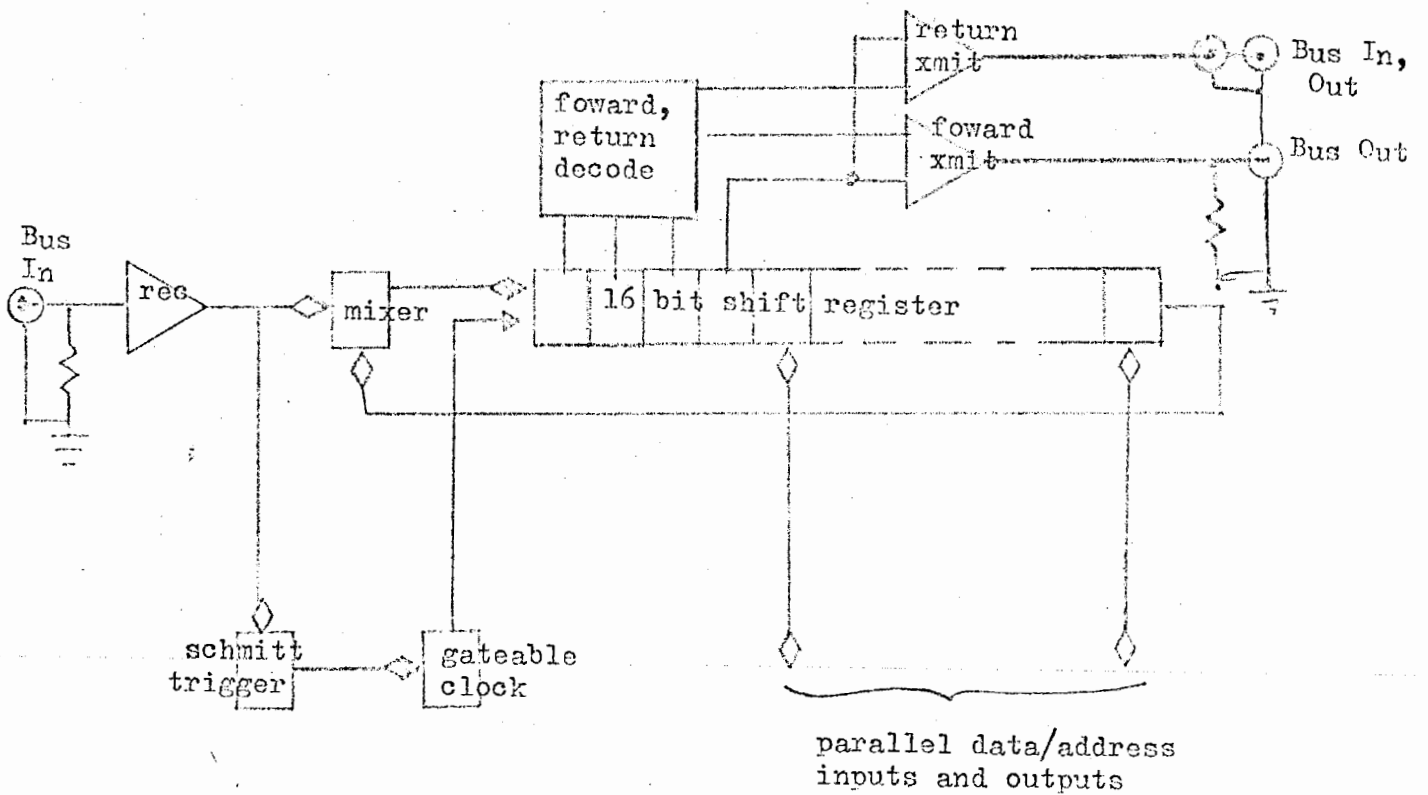 return
xmit
Bus In,
Out
foward,
return
decode
foward
xmit
Bus Out
Bus
In
rec
mixer
16 bit shift register
schmitt
trigger
gateable
clock
parallel data/address
inputs and outputs